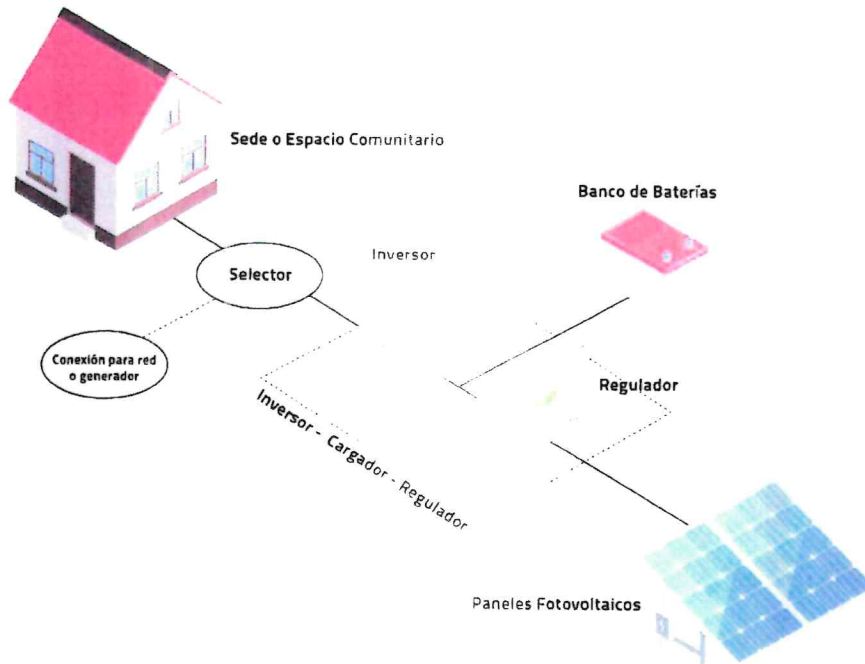 Sede o Espacio Comunitario
Banco de Baterías
Inversor
Selector
Conexión para red
o generador
Regulador
Inversor - Cargador - Regulador
Paneles Fotovoltaicos